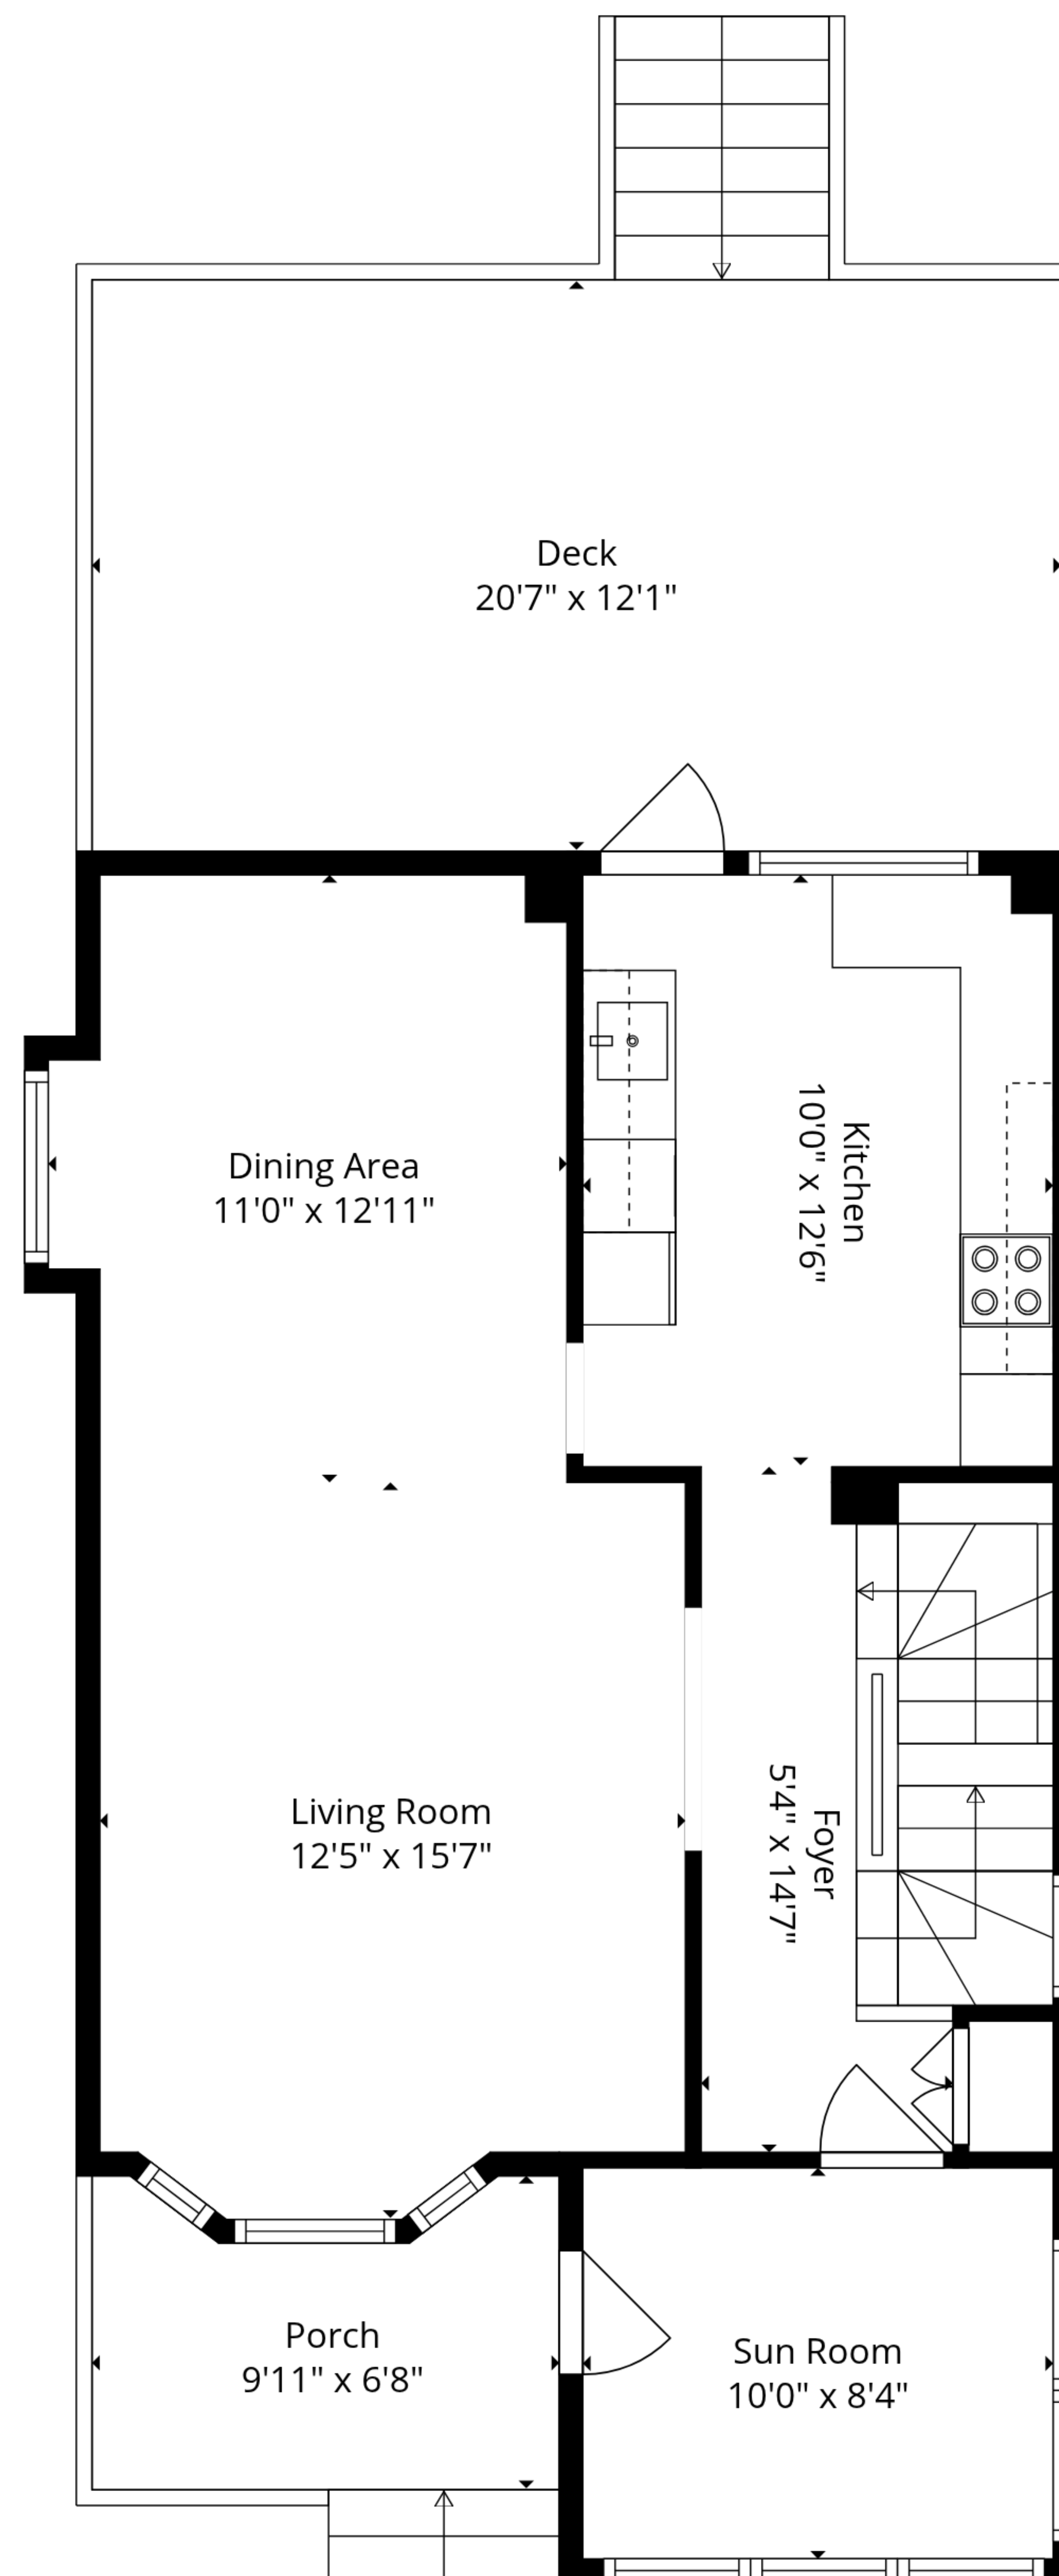 Deck
20'7" x 12'1"
Dining Area
11'0" x 12'11"
Kitchen
10'0" x 12'6"
Living Room
12'5" x 15'7"
Foyer
5'4" x 14'7"
Porch
9'11" x 6'8"
Sun Room
10'0" x 8'4"